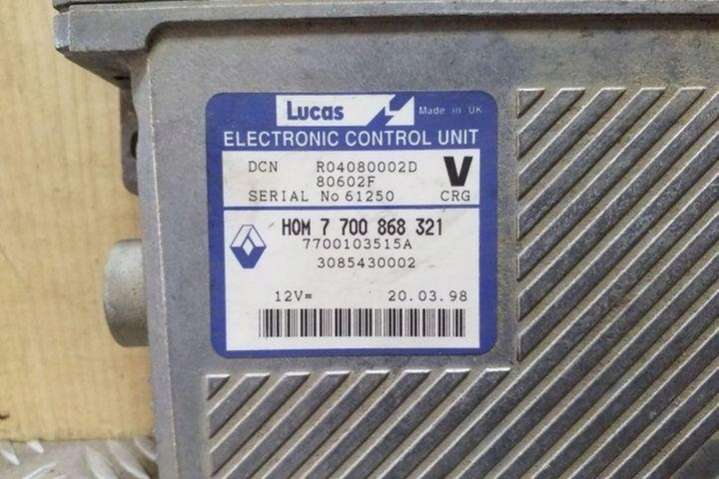 Lucas Made in UK
ELECTRONIC CONTROL UNIT
DCN R04080002D V
80602F
SERIAL No 61250 CRG
HOM 7 700 868 321
7700103515A
3085430002
12V= 20.03.98